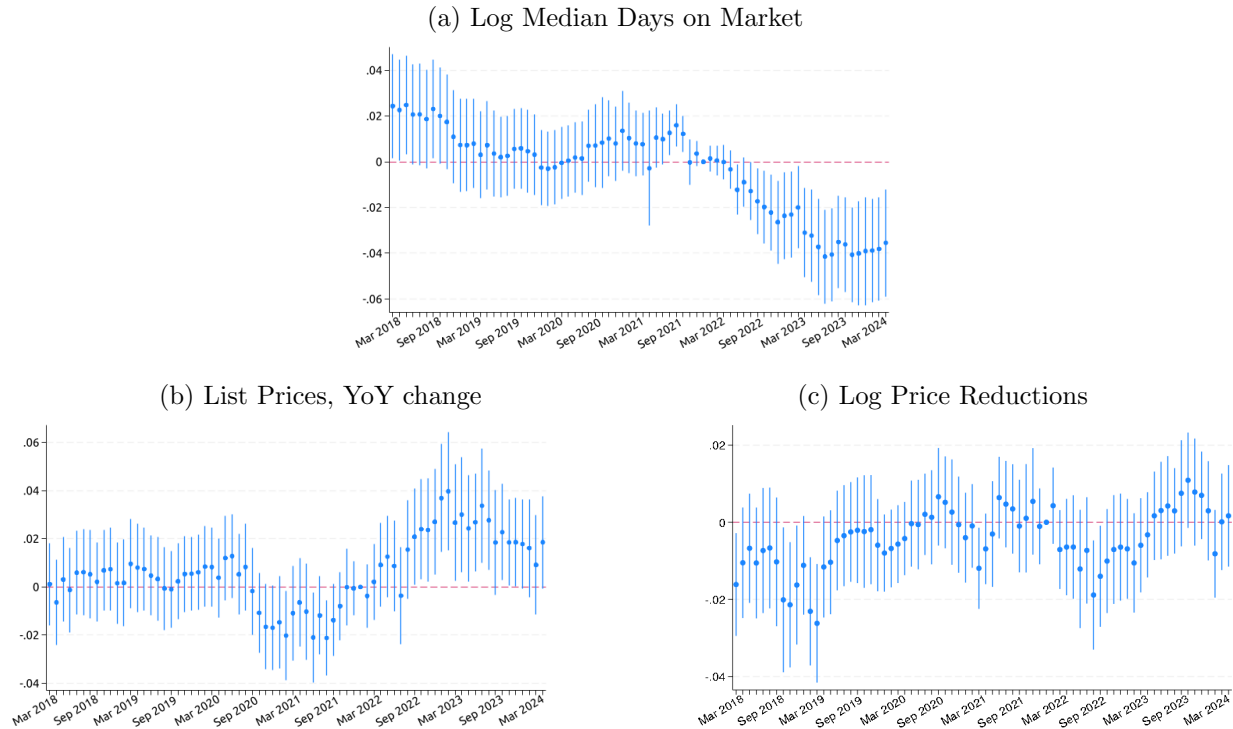 (a) Log Median Days on Market
.04
.02
0
-.02
-.04
-.06
Mar 2018
Sep 2018
Mar 2019
Sep 2019
Mar 2020
Sep 2020
Mar 2021
Sep 2021
Mar 2022
Sep 2022
Mar 2023
Sep 2023
Mar 2024
(b) List Prices, YoY change
.06
.04
.02
0
-.02
-.04
Mar 2018
Sep 2018
Mar 2019
Sep 2019
Mar 2020
Sep 2020
Mar 2021
Sep 2021
Mar 2022
Sep 2022
Mar 2023
Sep 2023
Mar 2024
(c) Log Price Reductions
.02
0
-.02
-.04
Mar 2018
Sep 2018
Mar 2019
Sep 2019
Mar 2020
Sep 2020
Mar 2021
Sep 2021
Mar 2022
Sep 2022
Mar 2023
Sep 2023
Mar 2024